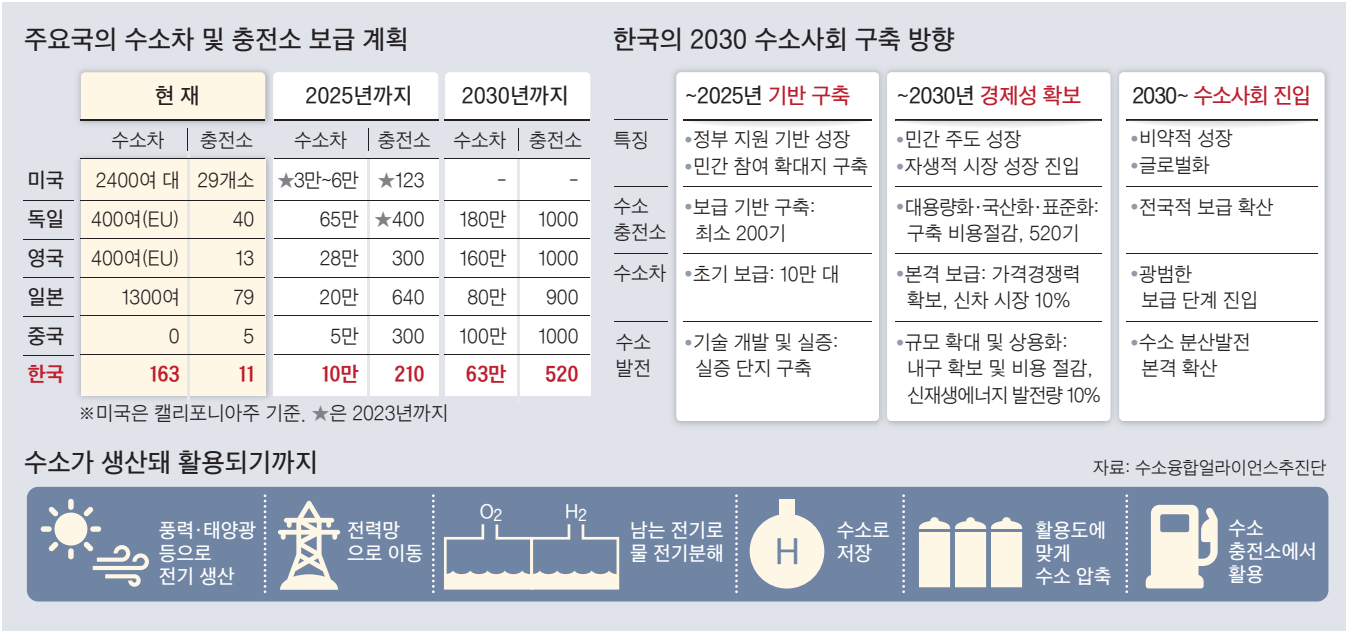 주요국의 수소차 및 충전소 보급 계획
현 재 2025년까지 2030년까지
수소차 충전소 수소차 충전소 수소차 충전소
미국 2400여 대 29개소 ★3만~6만 ★123 – –
독일 400여(EU) 40 65만 ★400 180만 1000
영국 400여(EU) 13 28만 300 160만 1000
일본 1300여 79 20만 640 80만 900
중국 0 5 5만 300 100만 1000
한국 163 11 10만 210 63만 520
※미국은 캘리포니아주 기준. ★은 2023년까지
한국의 2030 수소사회 구축 방향
~2025년 기반 구축 ~2030년 경제성 확보 2030~ 수소사회 진입
특징
•정부 지원 기반 성장
•민간 참여 확대지 구축
•민간 주도 성장
•자생적 시장 성장 진입
•비약적 성장
•글로벌화
수소
충전소
•보급 기반 구축:
최소 200기
•대용량화·국산화·표준화:
구축 비용절감, 520기
•전국적 보급 확산
수소차
•초기 보급: 10만 대
•본격 보급: 가격경쟁력
확보, 신차 시장 10%
•광범한
보급 단계 진입
수소
발전
•기술 개발 및 실증:
실증 단지 구축
•규모 확대 및 상용화:
내구 확보 및 비용 절감,
신재생에너지 발전량 10%
•수소 분산발전
본격 확산
수소가 생산돼 활용되기까지
자료: 수소융합얼라이언스추진단
풍력·태양광
등으로
전기 생산
전력망
으로 이동
O2 H2
남는 전기로
물 전기분해
H
수소로
저장
활용도에
맞게
수소 압축
수소
충전소에서
활용